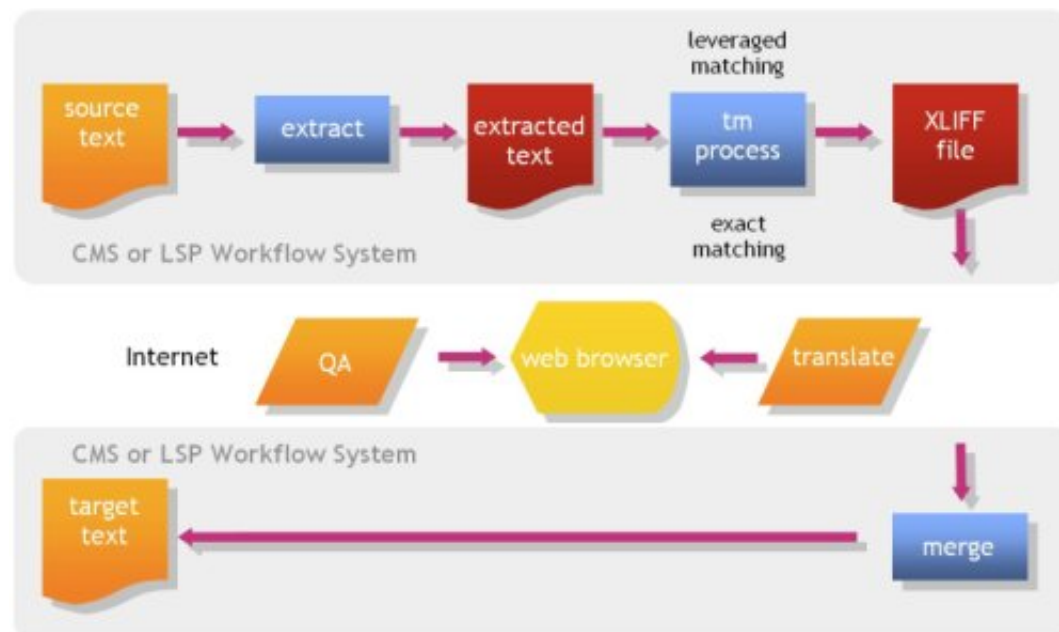 leveraged
matching
source
text
extract
extracted
text
tm
process
XLIFF
file
exact
matching
CMS or LSP Workflow System
Internet
QA
web browser
translate
CMS or LSP Workflow System
target
text
merge